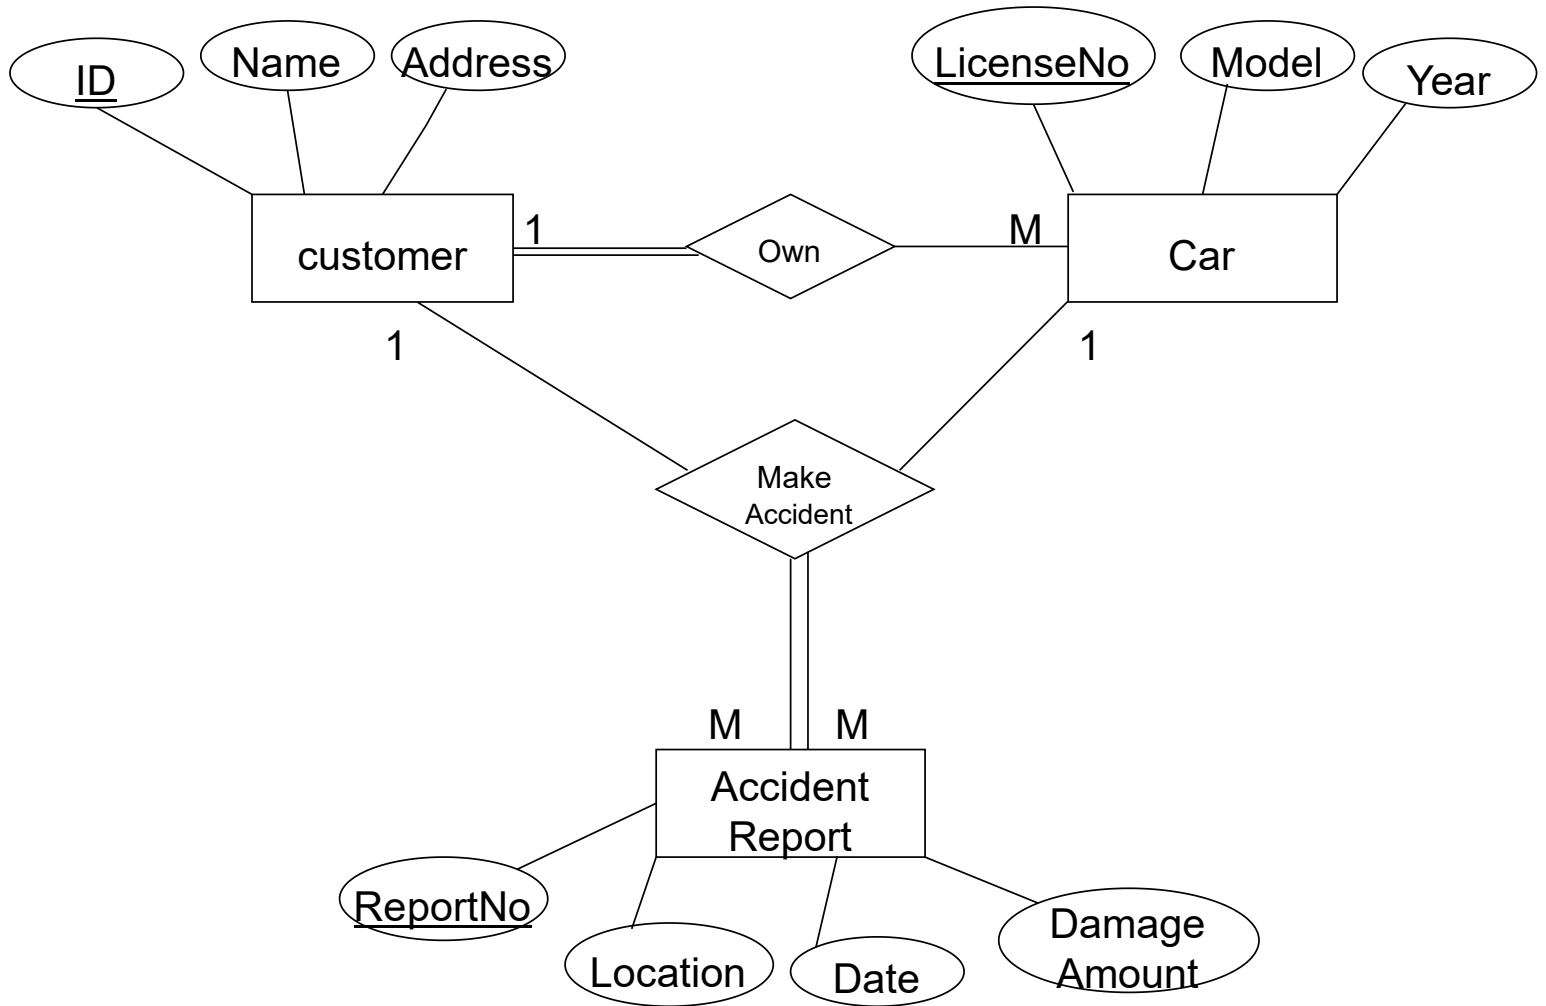 ID
Name
Address
LicenseNo
Model
Year
customer
1
Own
M
Car
1
1
Make
Accident
M
M
Accident
Report
ReportNo
Location
Date
Damage
Amount